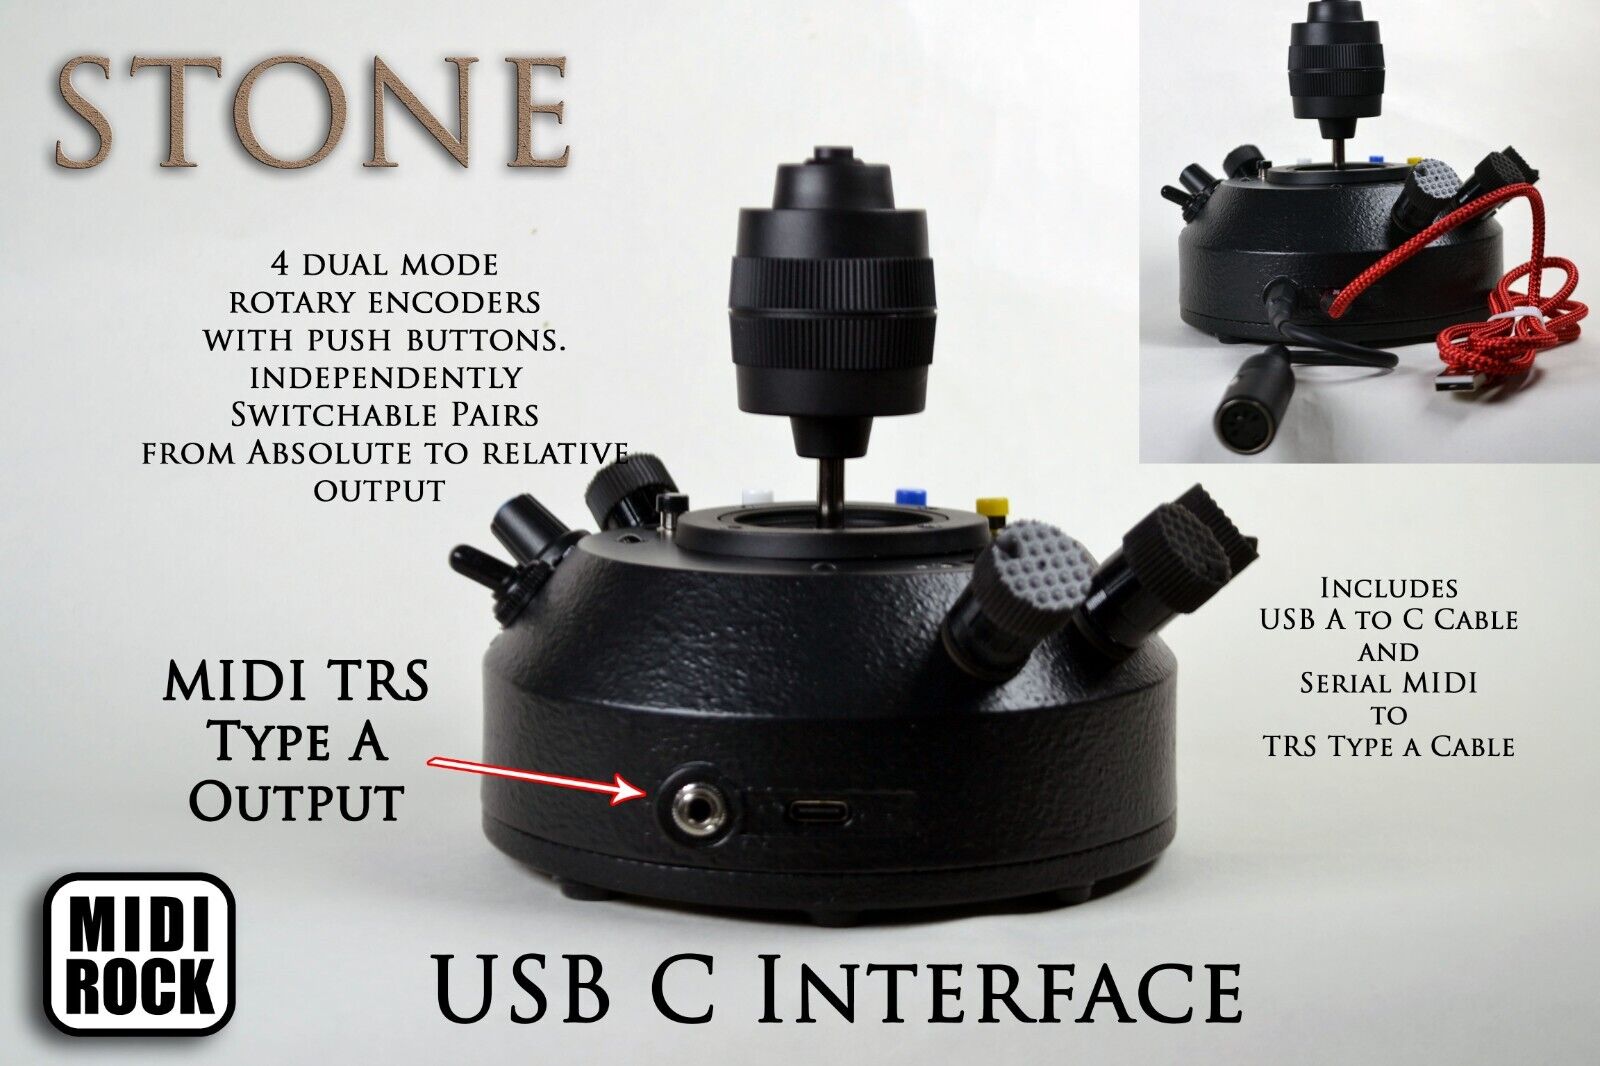 STONE
4 DUAL MODE
ROTARY ENCODERS
WITH PUSH BUTTONS.
INDEPENDENTLY
SWITCHABLE PAIRS
FROM ABSOLUTE TO RELATIVE
OUTPUT
MIDI TRS
TYPE A
OUTPUT
INCLUDES
USB A TO C CABLE
AND
SERIAL MIDI
TO
TRS TYPE A CABLE
MIDI
ROCK
USB C INTERFACE